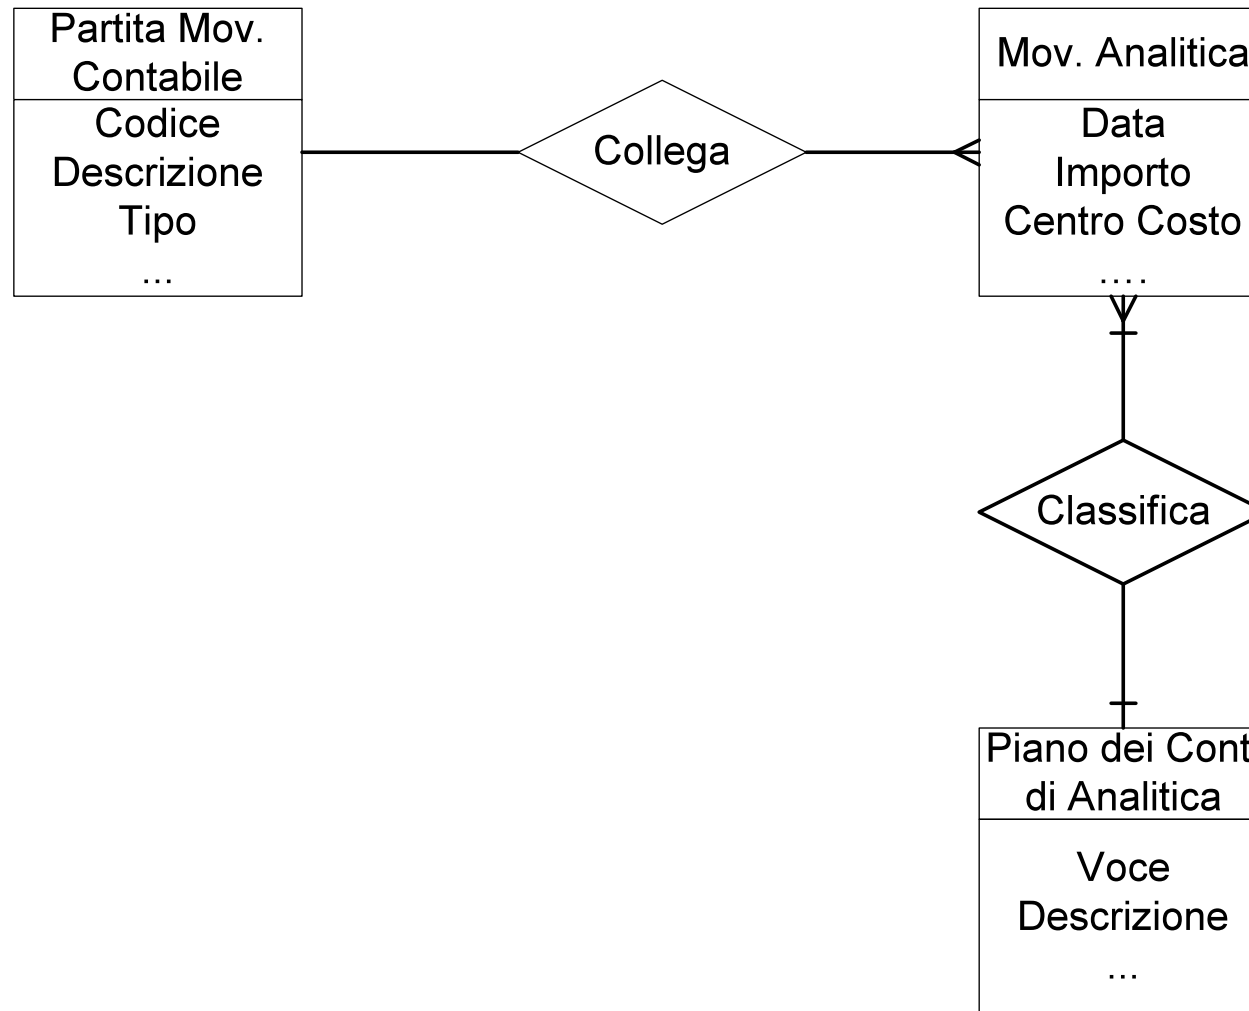 Partita Mov.
Contabile
Codice
Descrizione
Tipo
...
Collega
Mov. Analitica
Data
Importo
Centro Costo
....
Classifica
Piano dei Cont
di Analitica
Voce
Descrizione
...